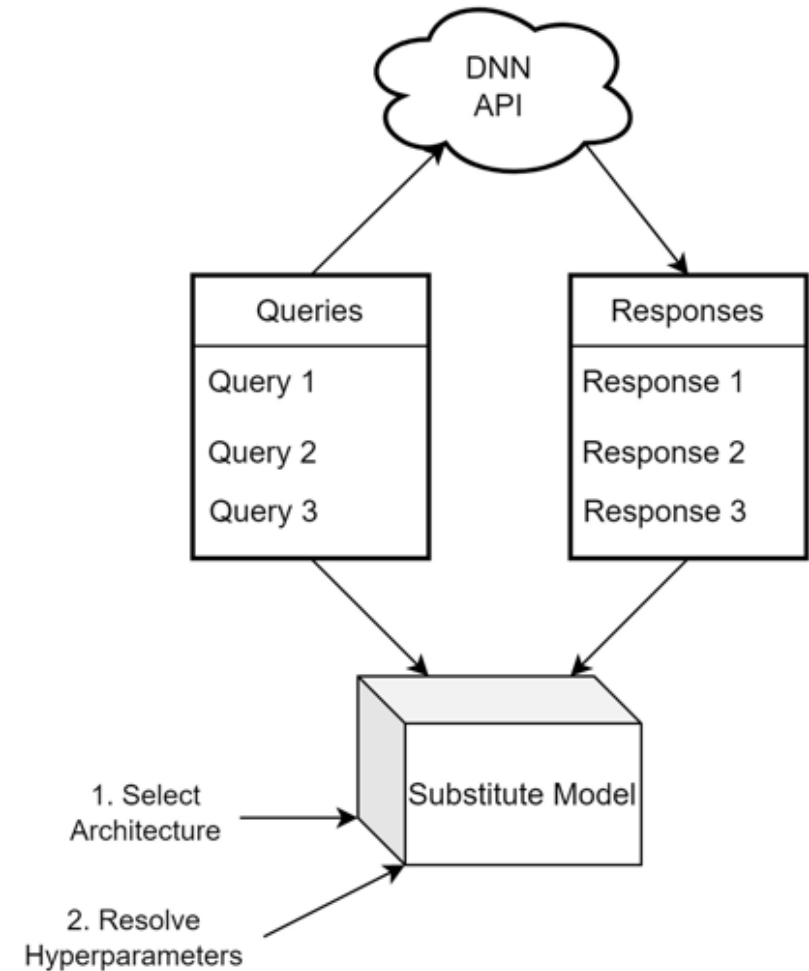 DNN
API
Queries
Query 1
Query 2
Query 3
Responses
Response 1
Response 2
Response 3
Substitute Model
1. Select
Architecture
2. Resolve
Hyperparameters